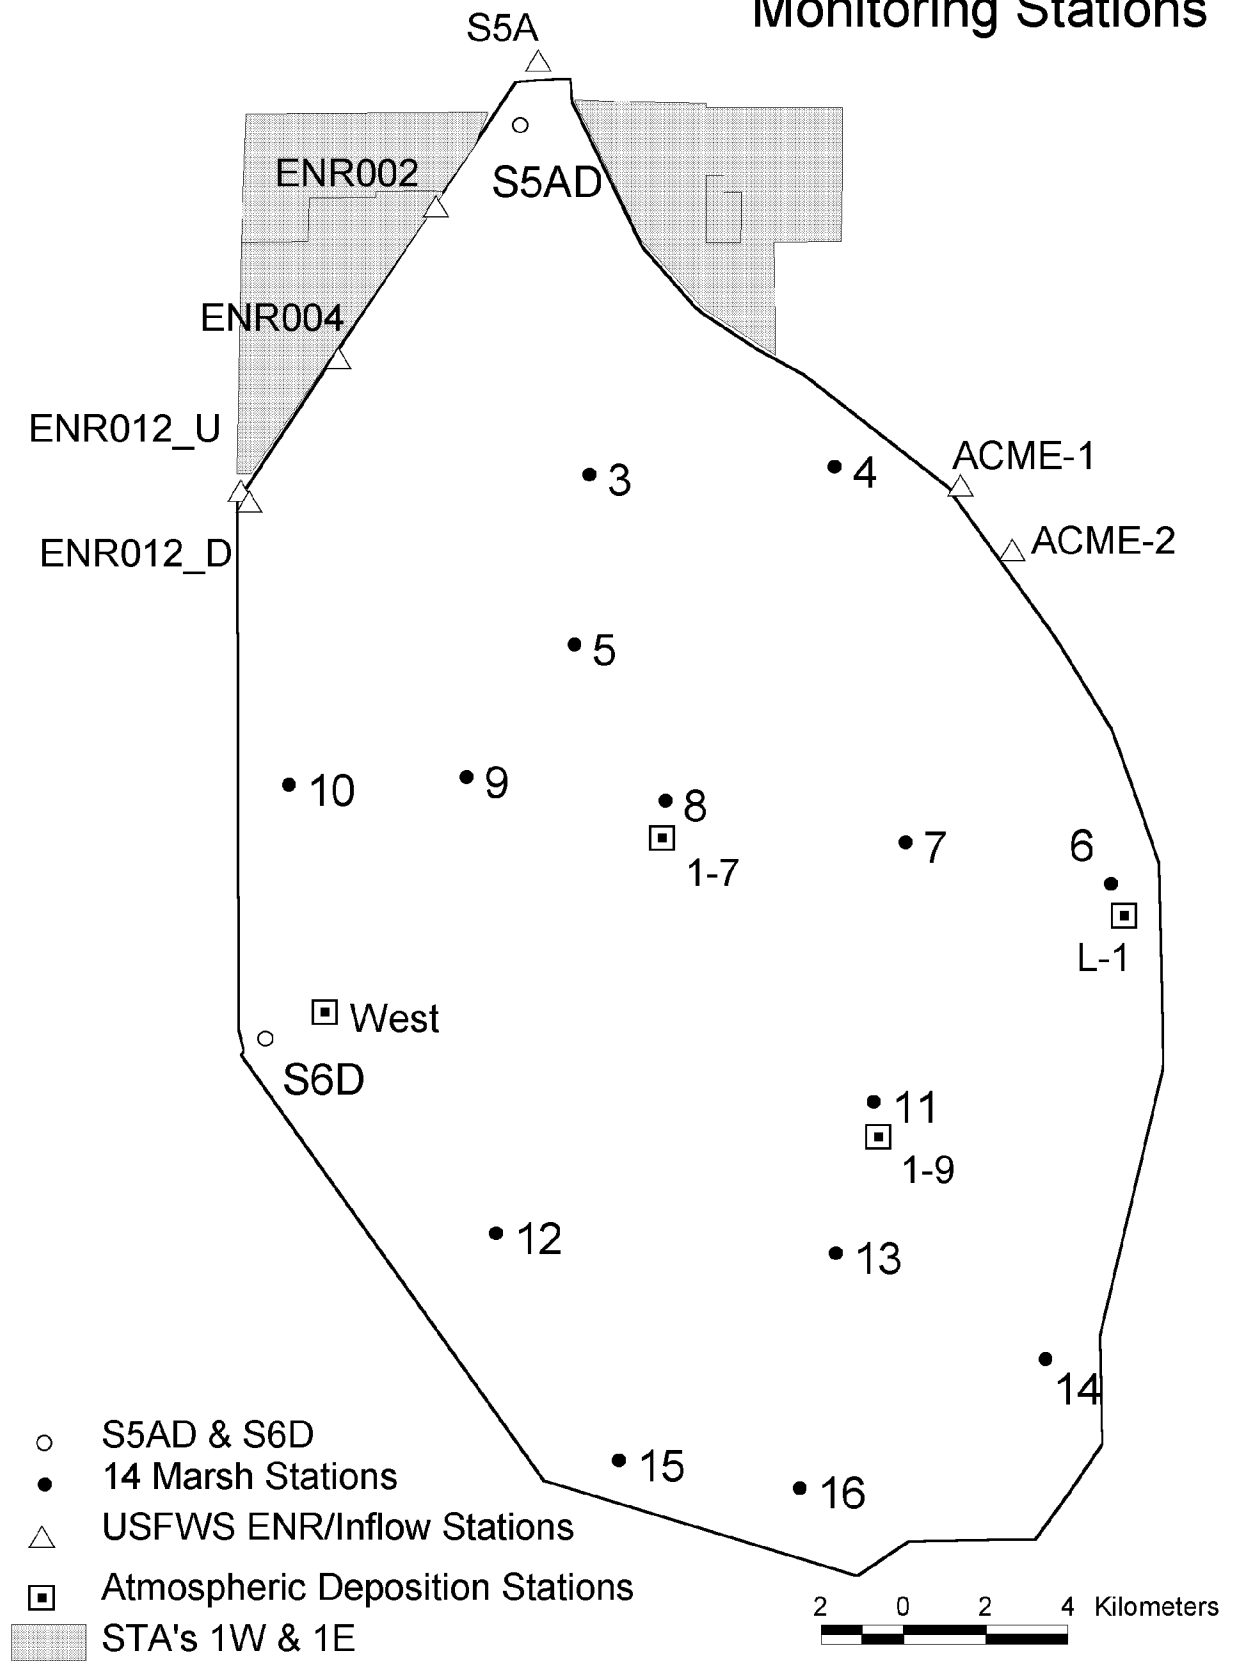 Monitoring Stations
S5A
ENR002
S5AD
ENR004
ENR012_U
ACME-1
3
4
ENR012_D
ACME-2
5
10
9
8
7
6
1-7
L-1
West
S6D
11
1-9
12
13
14
15
16
S5AD & S6D
14 Marsh Stations
USFWS ENR/Inflow Stations
Atmospheric Deposition Stations
STA's 1W & 1E
2 0 2 4 Kilometers